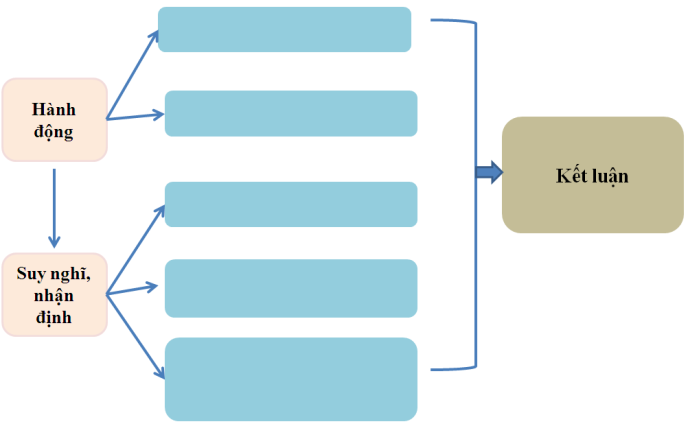 Hành
động
Kết luận
Suy nghĩ,
nhận
định